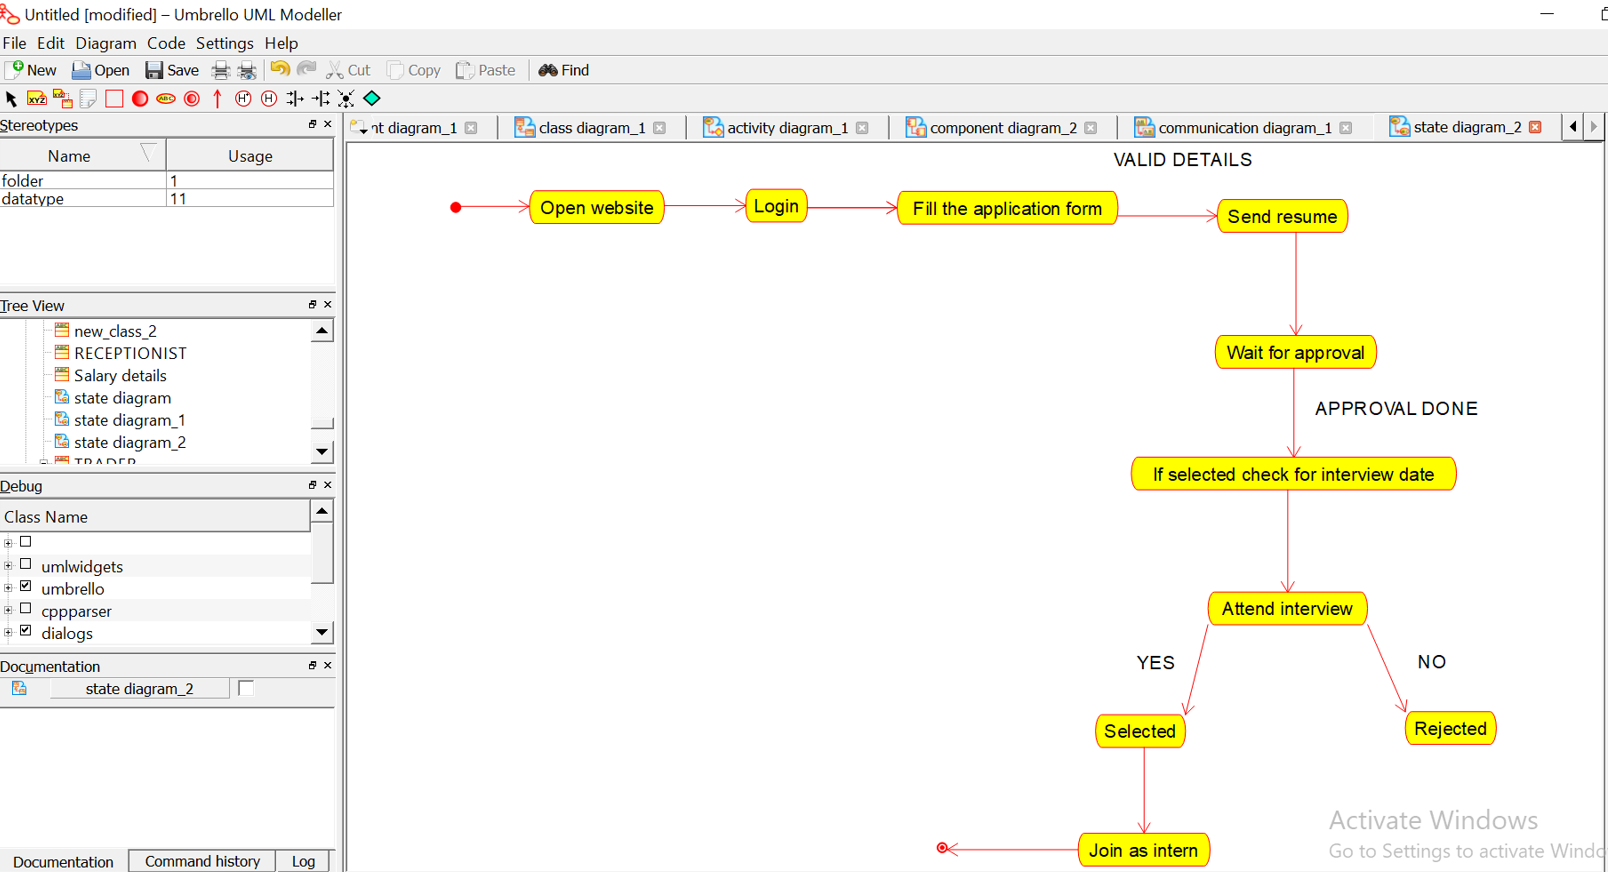 Untitled [modified] – Umbrello UML Modeller
File Edit Diagram Code Settings Help
New Open Save Cut Copy Paste Find
XYZ XYZ ABC H* H
Stereotypes
Name Usage
folder 1
datatype 11
Tree View
new_class_2
RECEPTIONIST
Salary details
state diagram
state diagram_1
state diagram_2
TRADER
Debug
Class Name
umlwidgets
umbrello
cppparser
dialogs
Documentation
state diagram_2
Documentation Command history Log
nt diagram_1 class diagram_1 activity diagram_1 component diagram_2 communication diagram_1 state diagram_2
VALID DETAILS
Open website
Login
Fill the application form
Send resume
Wait for approval
APPROVAL DONE
If selected check for interview date
Attend interview
YES
NO
Selected
Rejected
Join as intern
Activate Windows
Go to Settings to activate Windo